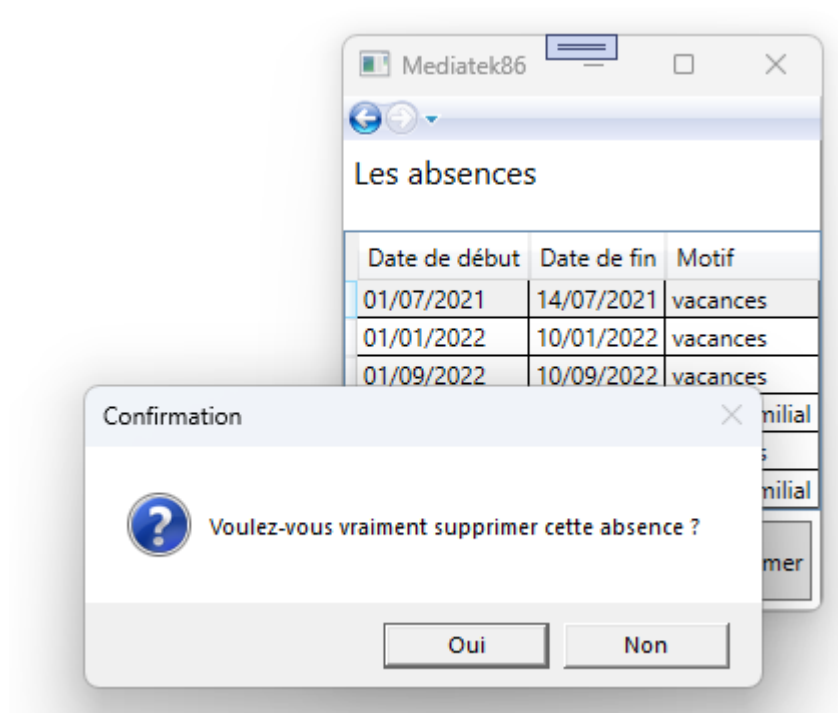 Mediatek86
Les absences
Date de début Date de fin Motif
01/07/2021 14/07/2021 vacances
01/01/2022 10/01/2022 vacances
01/09/2022 10/09/2022 vacances
Confirmation
Voulez-vous vraiment supprimer cette absence ?
Oui Non